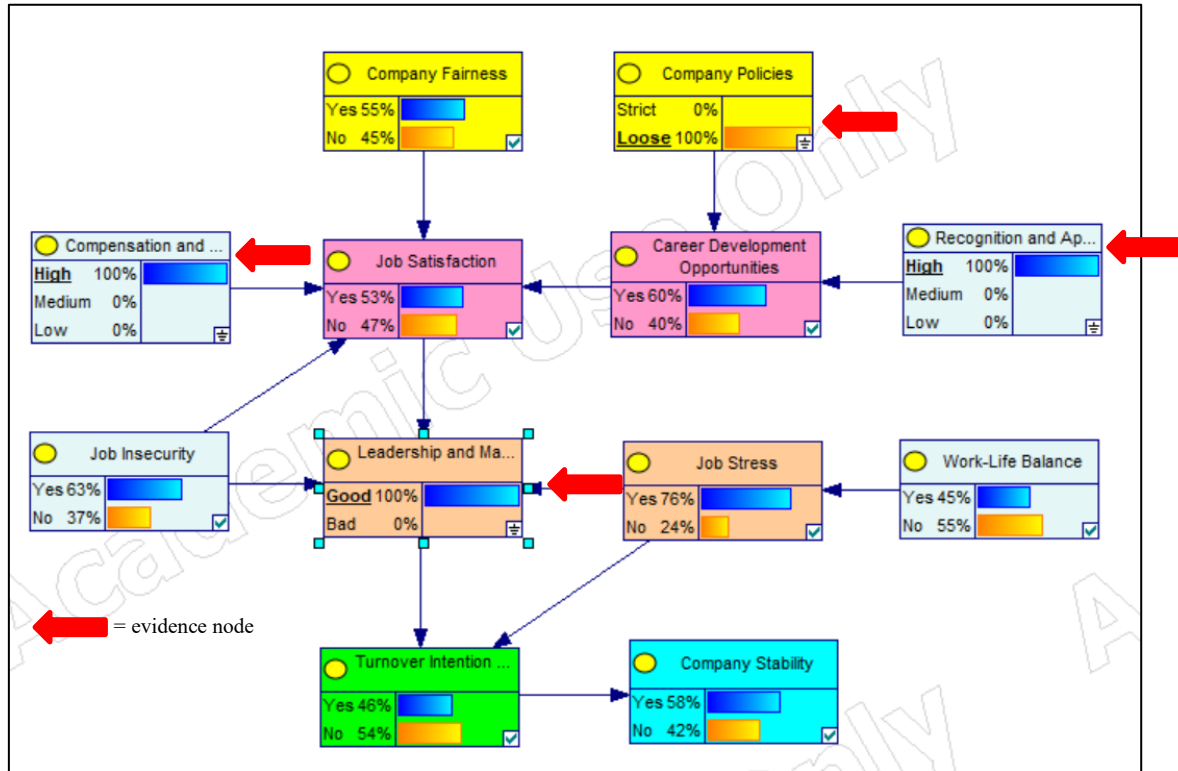 Company Fairness
Yes 55%
No 45%
Company Policies
Strict 0%
Loose 100%
Compensation and ...
High 100%
Medium 0%
Low 0%
Job Satisfaction
Yes 53%
No 47%
Career Development
Opportunities
Yes 60%
No 40%
Recognition and Ap...
High 100%
Medium 0%
Low 0%
Job Insecurity
Yes 63%
No 37%
Leadership and Ma...
Good 100%
Bad 0%
Job Stress
Yes 76%
No 24%
Work-Life Balance
Yes 45%
No 55%
= evidence node
Turnover Intention ...
Yes 46%
No 54%
Company Stability
Yes 58%
No 42%
Academic Use Only